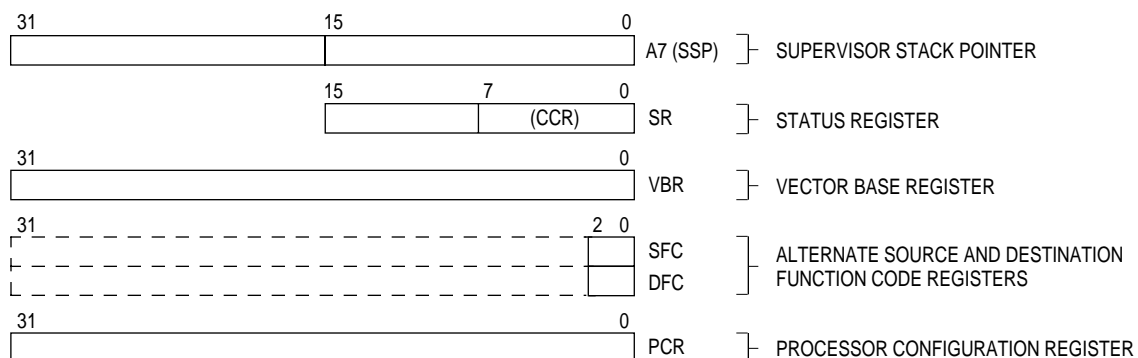 31 15 0
A7 (SSP) SUPERVISOR STACK POINTER
15 7 0
(CCR) SR STATUS REGISTER
31 0
VBR VECTOR BASE REGISTER
31 2 0
SFC ALTERNATE SOURCE AND DESTINATION
DFC FUNCTION CODE REGISTERS
31 0
PCR PROCESSOR CONFIGURATION REGISTER